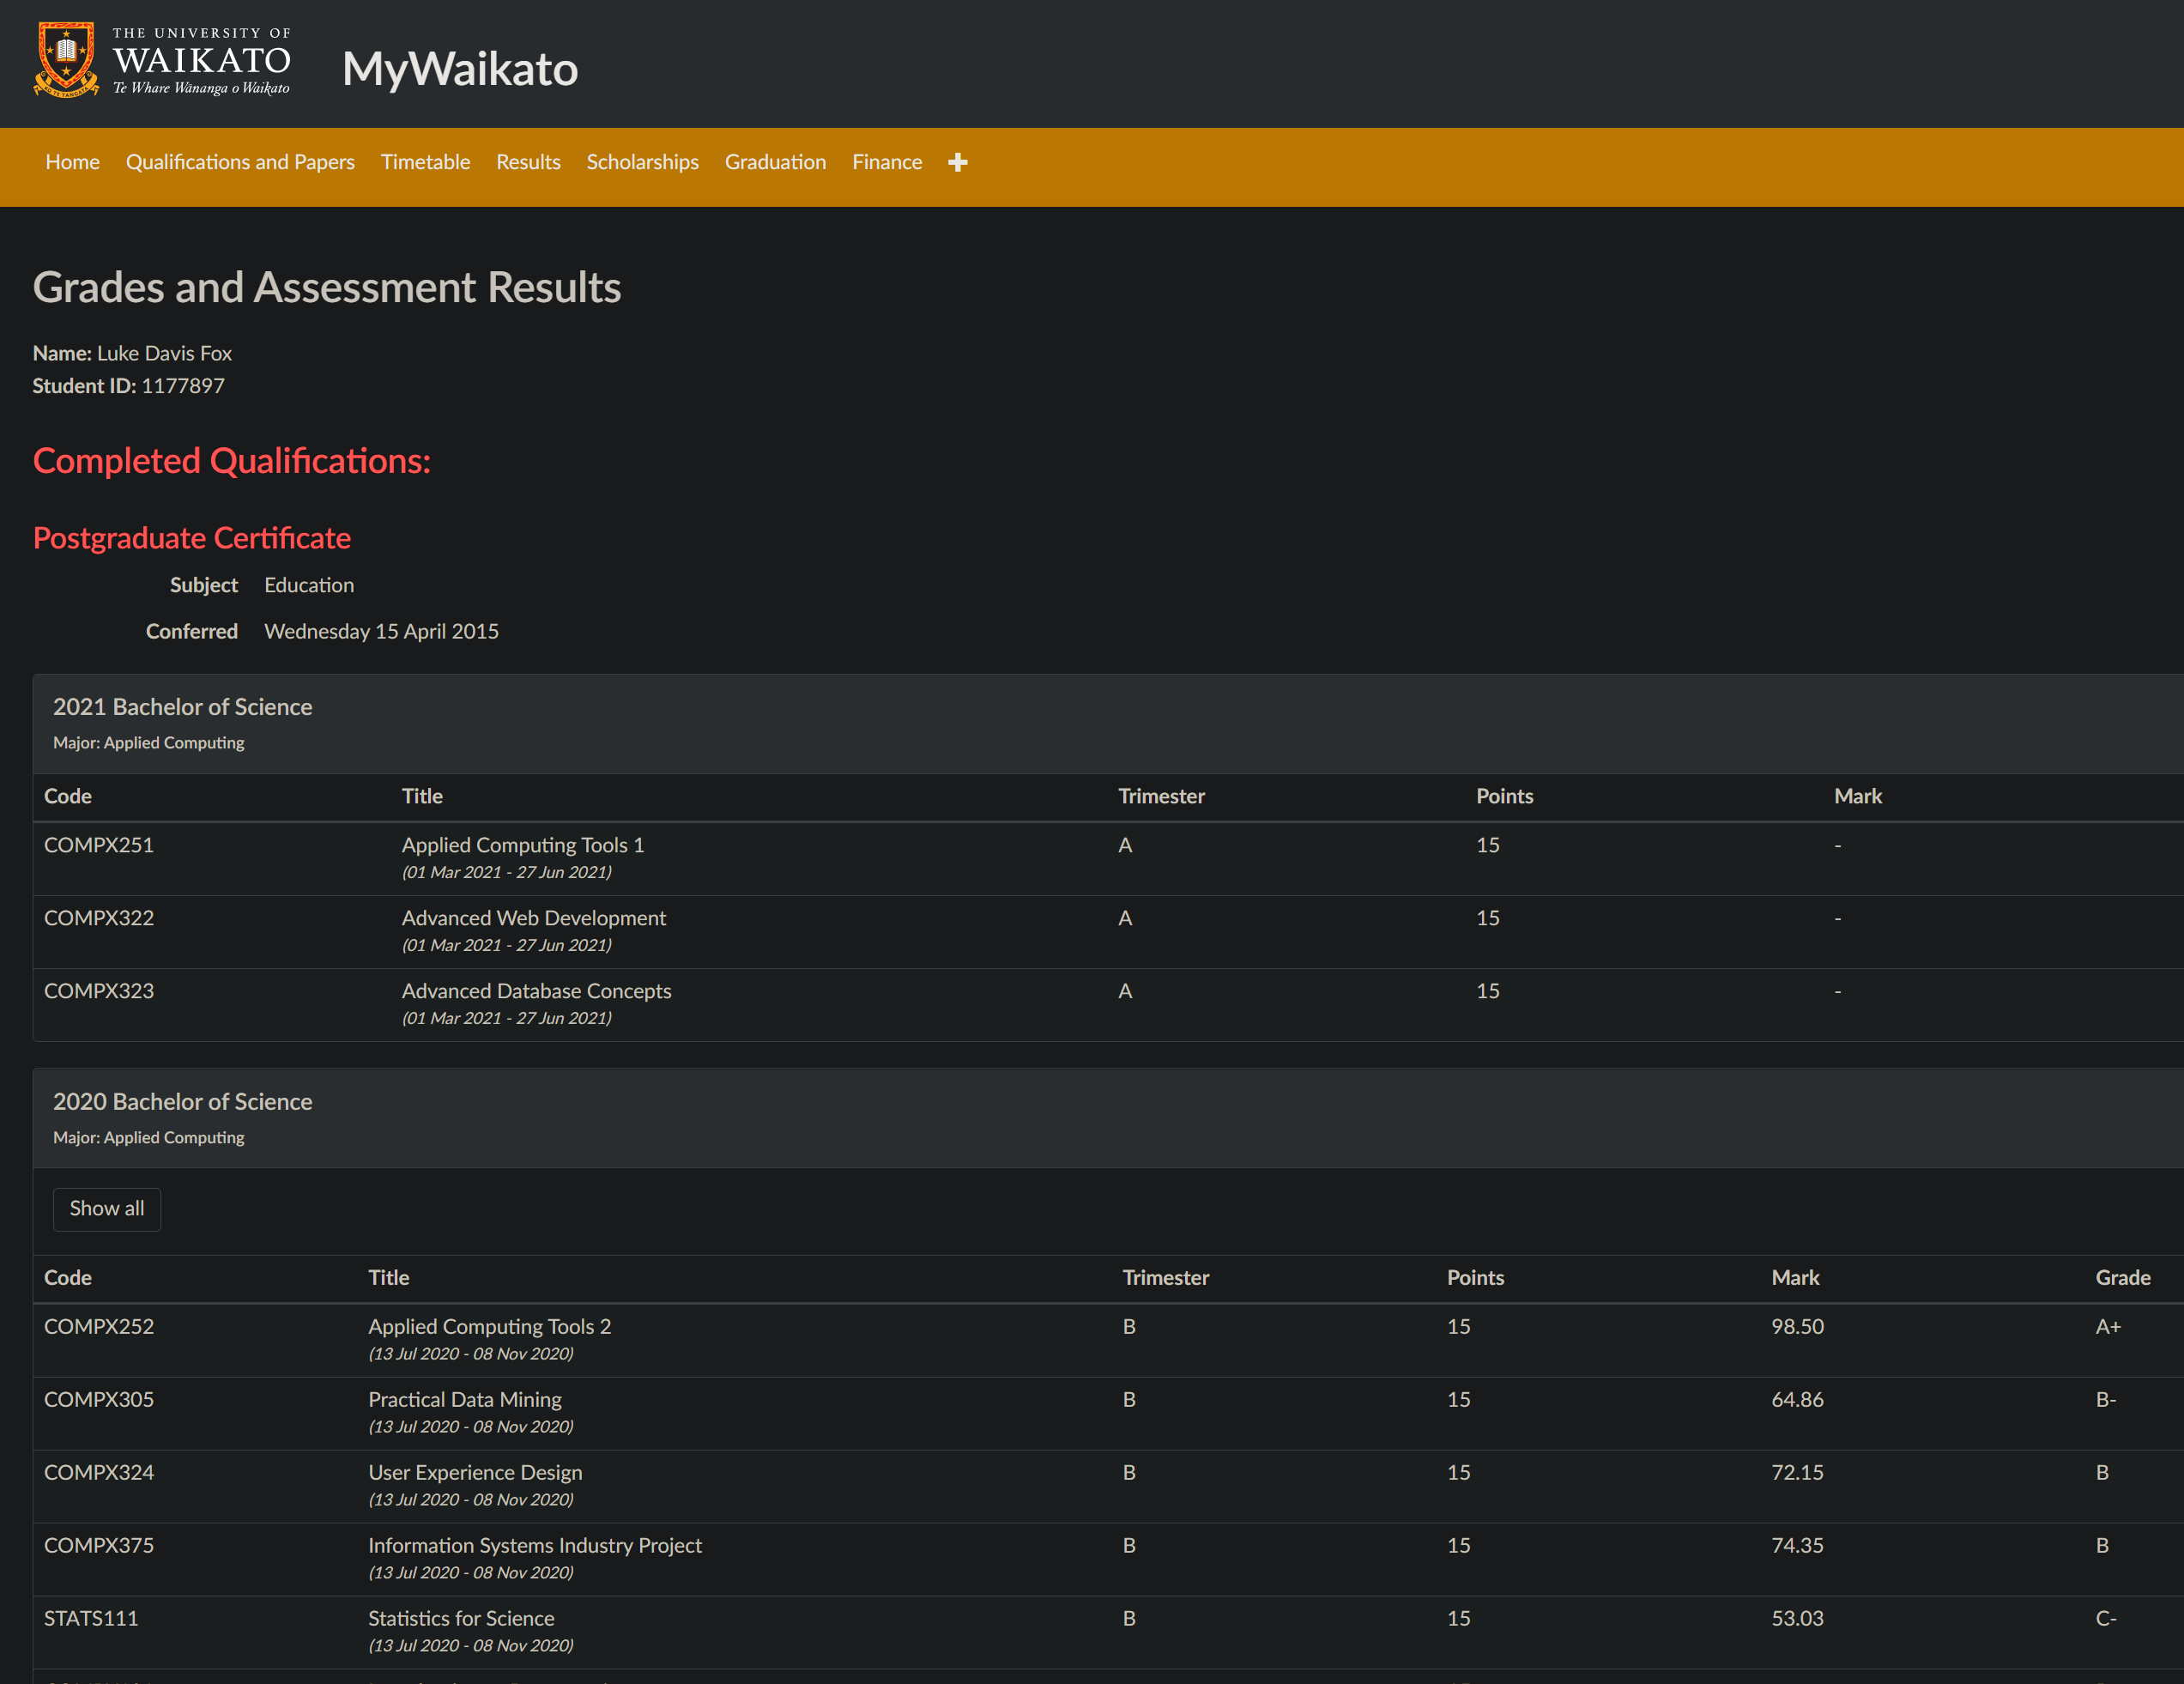 THE UNIVERSITY OF
WAIKATO
Te Whare Wānanga o Waikato
KO TE TANGATA
MyWaikato
Home Qualifications and Papers Timetable Results Scholarships Graduation Finance +
Grades and Assessment Results
Name: Luke Davis Fox
Student ID: 1177897
Completed Qualifications:
Postgraduate Certificate
Subject Education
Conferred Wednesday 15 April 2015
2021 Bachelor of Science
Major: Applied Computing
Code Title Trimester Points Mark
COMPX251 Applied Computing Tools 1 A 15 -
(01 Mar 2021 - 27 Jun 2021)
COMPX322 Advanced Web Development A 15 -
(01 Mar 2021 - 27 Jun 2021)
COMPX323 Advanced Database Concepts A 15 -
(01 Mar 2021 - 27 Jun 2021)
2020 Bachelor of Science
Major: Applied Computing
Show all
Code Title Trimester Points Mark Grade
COMPX252 Applied Computing Tools 2 B 15 98.50 A+
(13 Jul 2020 - 08 Nov 2020)
COMPX305 Practical Data Mining B 15 64.86 B-
(13 Jul 2020 - 08 Nov 2020)
COMPX324 User Experience Design B 15 72.15 B
(13 Jul 2020 - 08 Nov 2020)
COMPX375 Information Systems Industry Project B 15 74.35 B
(13 Jul 2020 - 08 Nov 2020)
STATS111 Statistics for Science B 15 53.03 C-
(13 Jul 2020 - 08 Nov 2020)